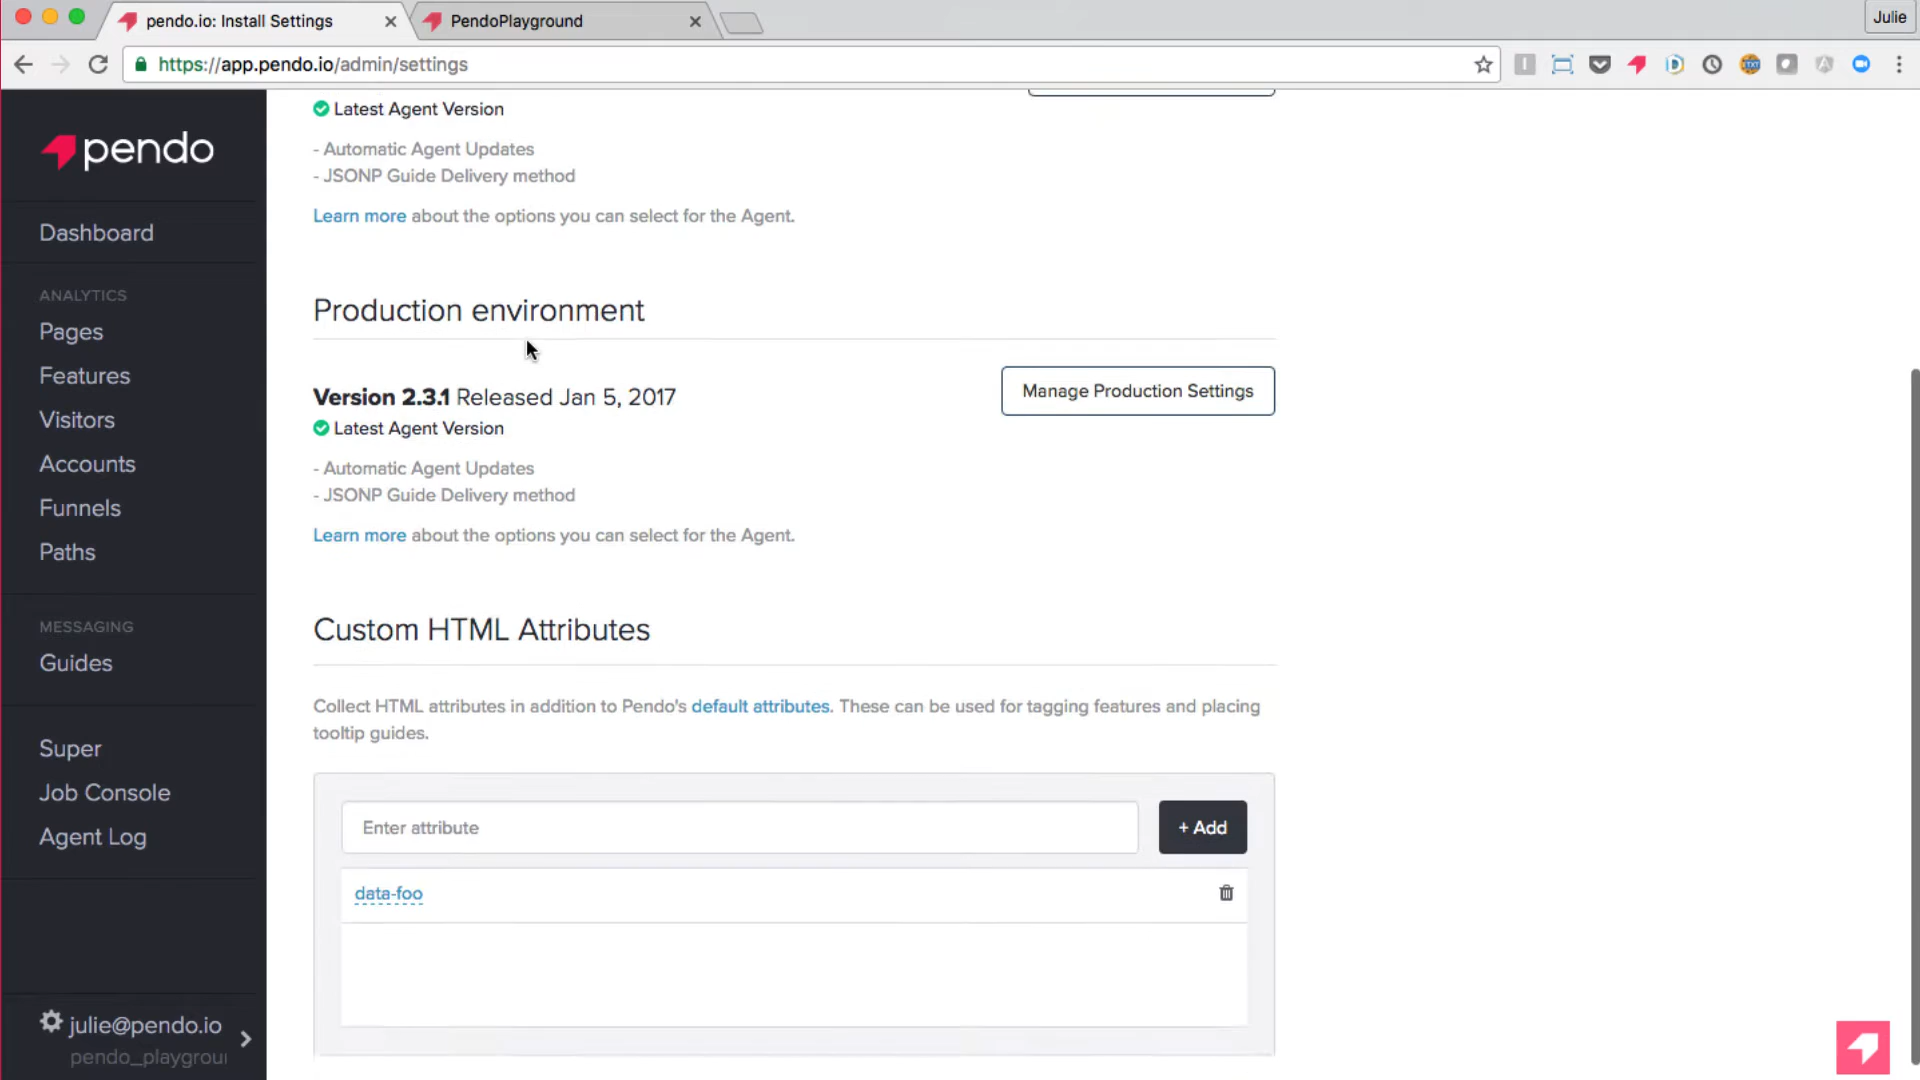 pendo.io: Install Settings
PendoPlayground
Julie
https://app.pendo.io/admin/settings
pendo
Dashboard
ANALYTICS
Pages
Features
Visitors
Accounts
Funnels
Paths
MESSAGING
Guides
Super
Job Console
Agent Log
julie@pendo.io
pendo_playgroun
Latest Agent Version
- Automatic Agent Updates
- JSONP Guide Delivery method
Learn more about the options you can select for the Agent.
Production environment
Version 2.3.1 Released Jan 5, 2017
Manage Production Settings
Latest Agent Version
- Automatic Agent Updates
- JSONP Guide Delivery method
Learn more about the options you can select for the Agent.
Custom HTML Attributes
Collect HTML attributes in addition to Pendo's default attributes. These can be used for tagging features and placing
tooltip guides.
Enter attribute
+ Add
data-foo